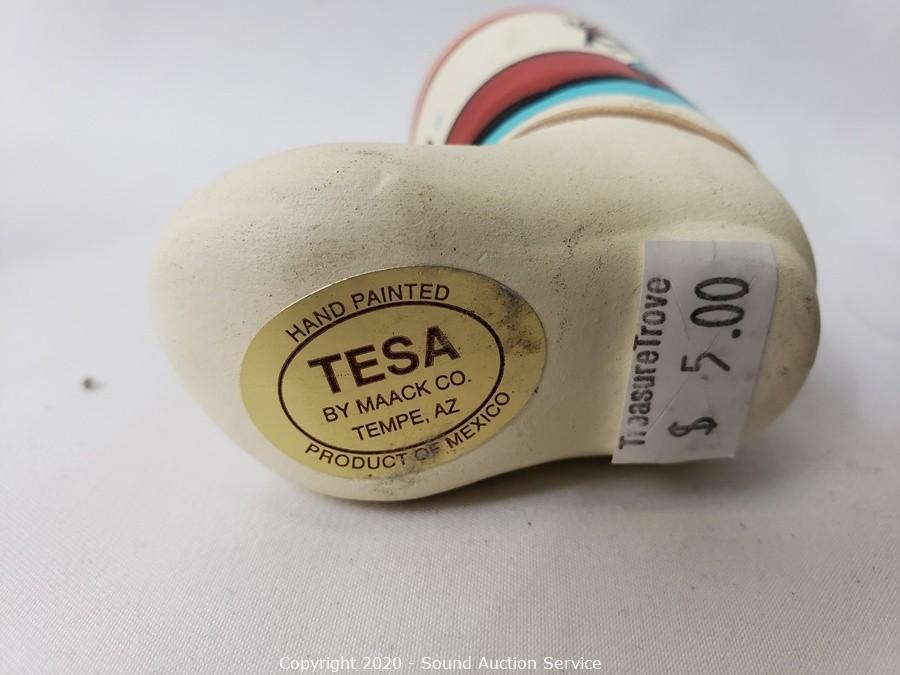 HAND PAINTED
TESA
BY MAACK CO.
TEMPE, AZ
PRODUCT OF MEXICO
TreasureTrove
$ 5.00
Copyright 2020 - Sound Auction Service